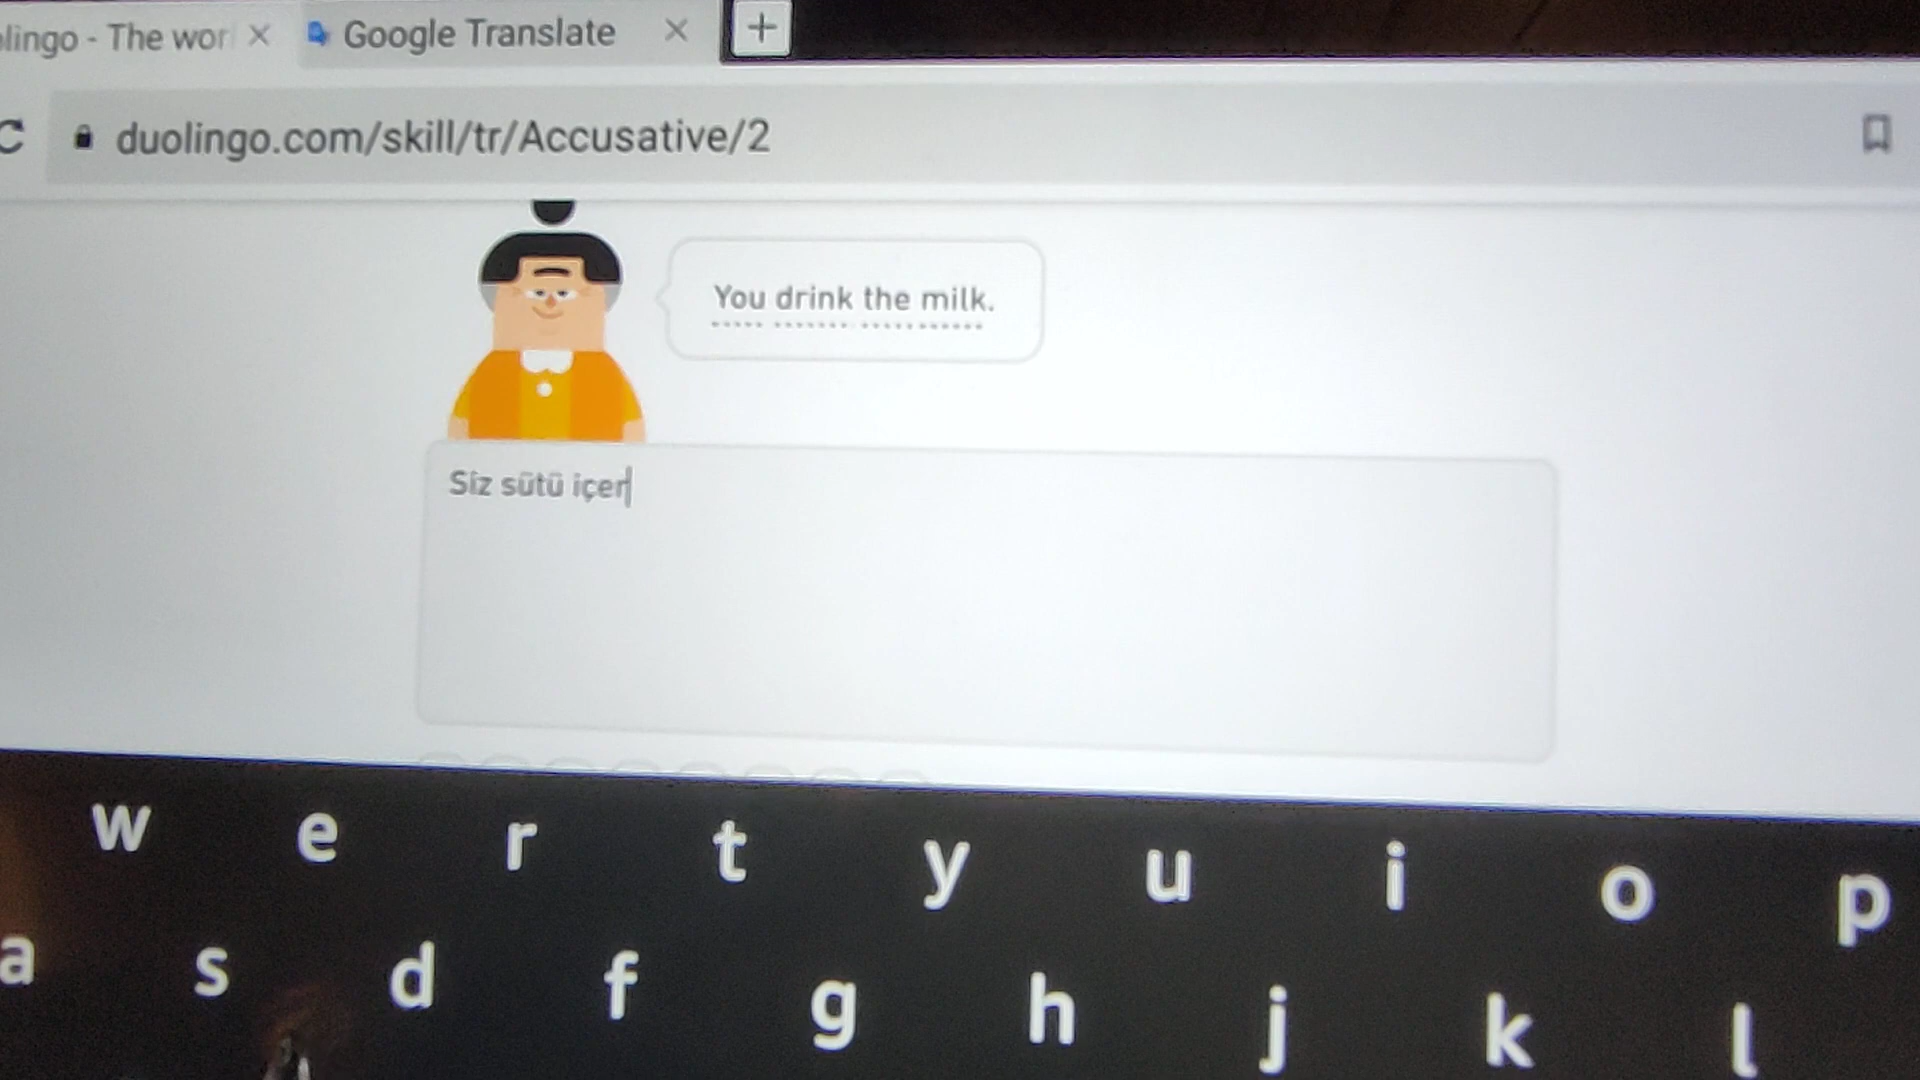 lingo - The wor
Google Translate
duolingo.com/skill/tr/Accusative/2
You drink the milk.
Siz sütü içer
w e r t y u i o p
a s d f g h j k l